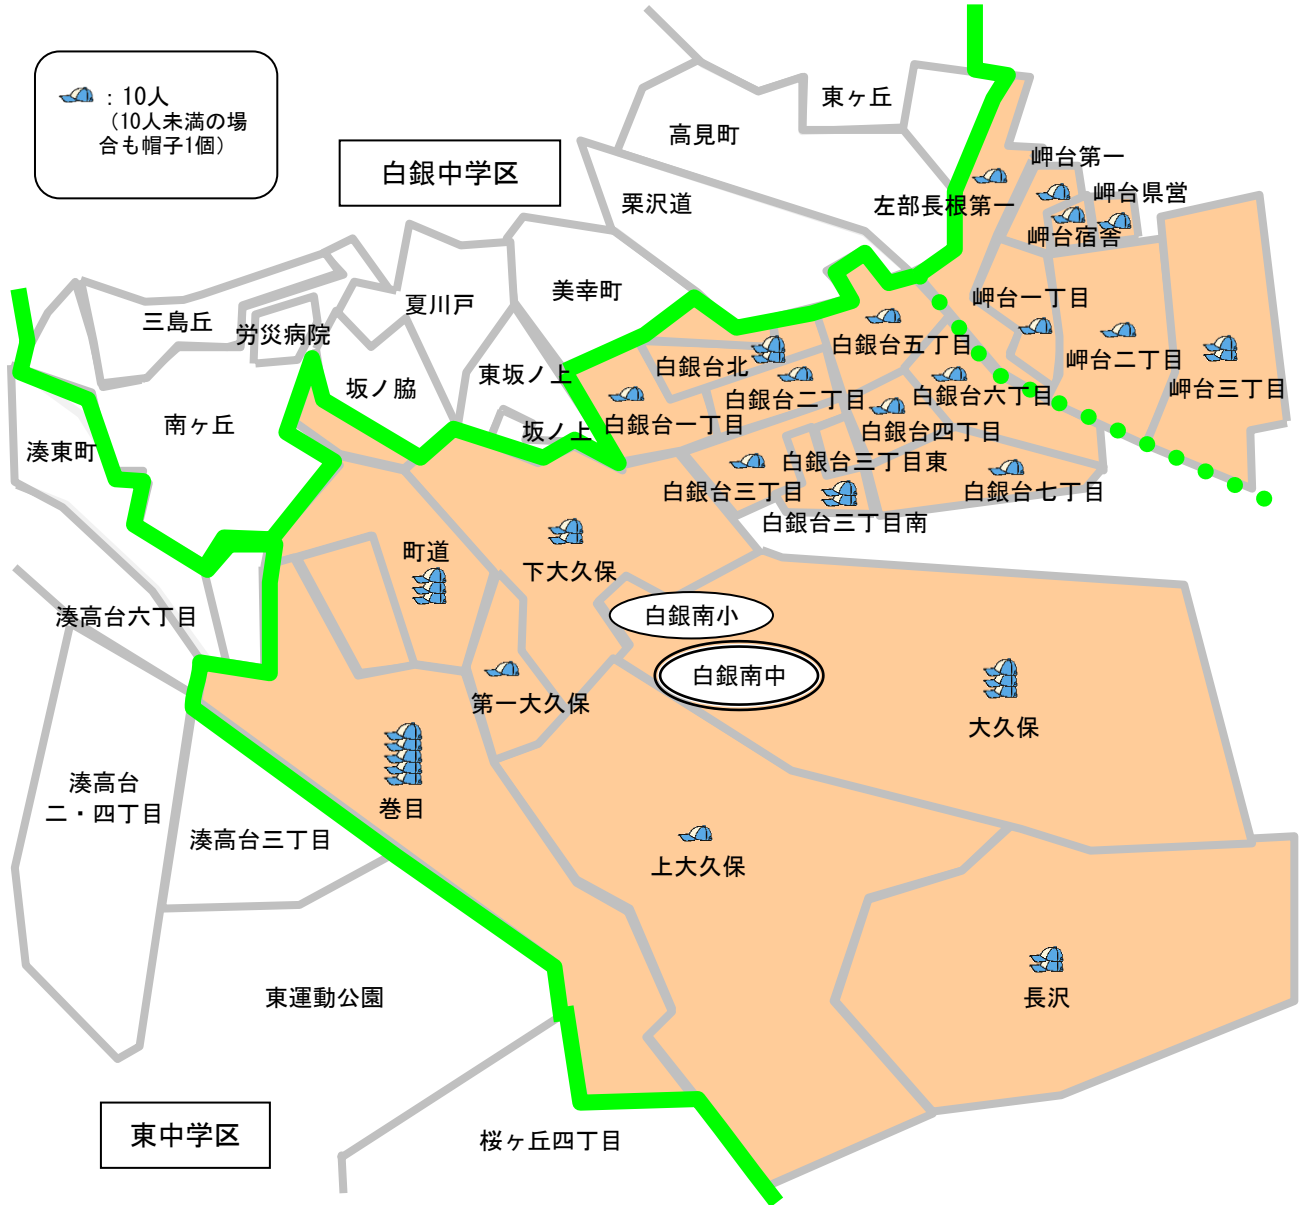 ：10人
（10人未満の場
合も帽子1個）
東ヶ丘
高見町
白銀中学区
岬台第一
岬台県営
栗沢道
左部長根第一
岬台宿舎
美幸町
岬台一丁目
夏川戸
三島丘
労災病院
白銀台五丁目
岬台二丁目
白銀台北
東坂ノ上
岬台三丁目
坂ノ脇
白銀台二丁目
白銀台六丁目
南ヶ丘
白銀台一丁目
坂ノ上
白銀台四丁目
湊東町
白銀台三丁目東
白銀台三丁目
白銀台七丁目
白銀台三丁目南
町道
下大久保
湊高台六丁目
白銀南小
白銀南中
第一大久保
大久保
湊高台
二・四丁目
巻目
湊高台三丁目
上大久保
東運動公園
長沢
東中学区
桜ヶ丘四丁目